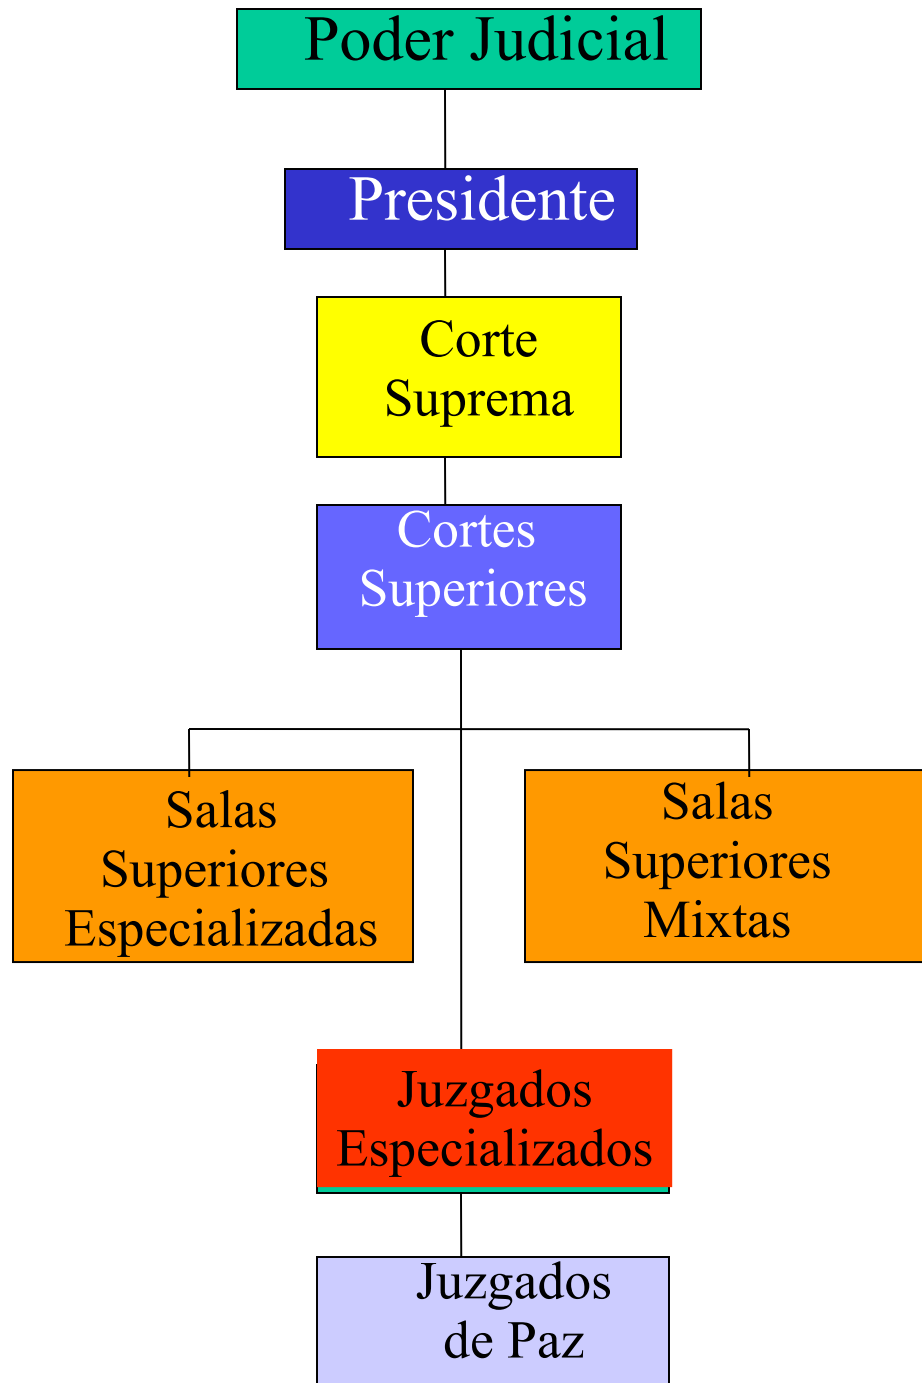 Poder Judicial
Presidente
Corte
Suprema
Cortes
Superiores
Salas
Superiores
Especializadas
Salas
Superiores
Mixtas
Juzgados
Especializados
Juzgados
de Paz